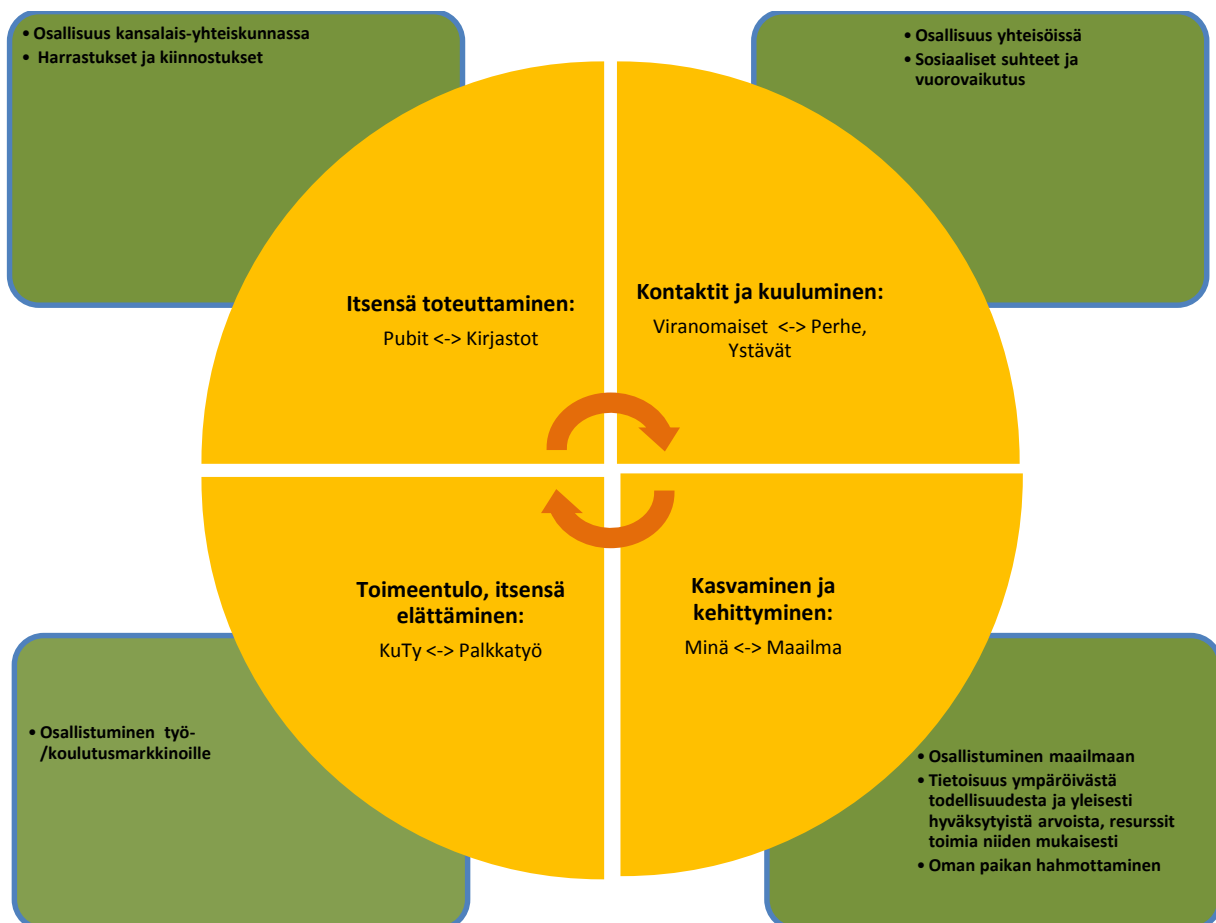 • Osallisuus kansalais-yhteiskunnassa
• Harrastukset ja kiinnostukset
• Osallisuus yhteisöissä
• Sosiaaliset suhteet ja
vuorovaikutus
Itsensä toteuttaminen:
Pubit <-> Kirjastot
Kontaktit ja kuuluminen:
Viranomaiset <-> Perhe,
Ystävät
Toimeentulo, itsensä
elättäminen:
KuTy <-> Palkkatyö
Kasvaminen ja
kehittyminen:
Minä <-> Maailma
• Osallistuminen työ-
/koulutusmarkkinoille
• Osallistuminen maailmaan
• Tietoisuus ympäröivästä
todellisuudesta ja yleisesti
hyväksytyistä arvoista, resurssit
toimia niiden mukaisesti
• Oman paikan hahmottaminen